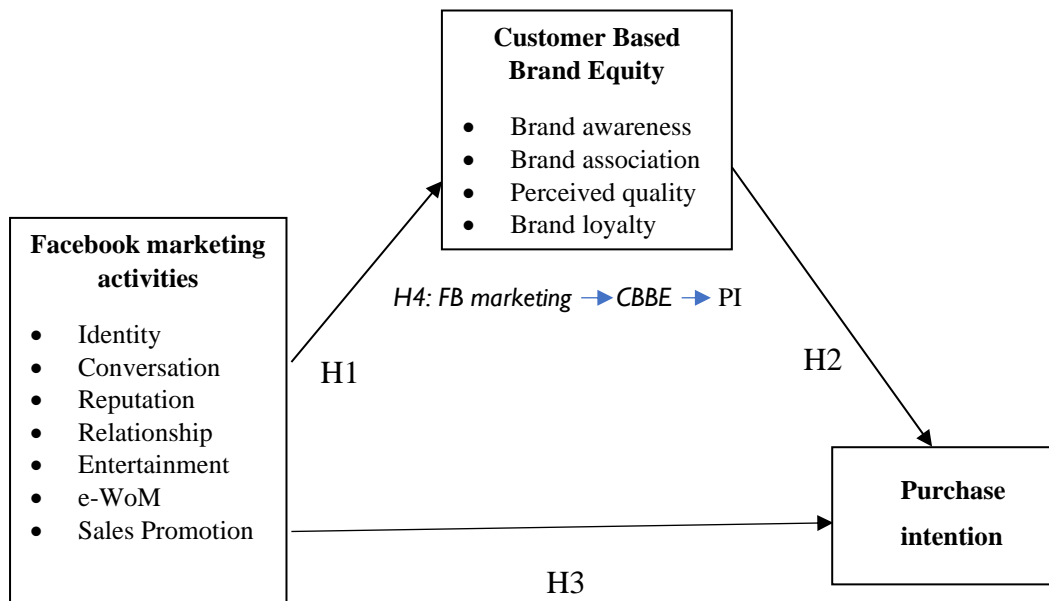 Customer Based
Brand Equity
• Brand awareness
• Brand association
• Perceived quality
• Brand loyalty
Facebook marketing
activities
• Identity
• Conversation
• Reputation
• Relationship
• Entertainment
• e-WoM
• Sales Promotion
H4: FB marketing → CBBE → PI
H1
H2
Purchase
intention
H3